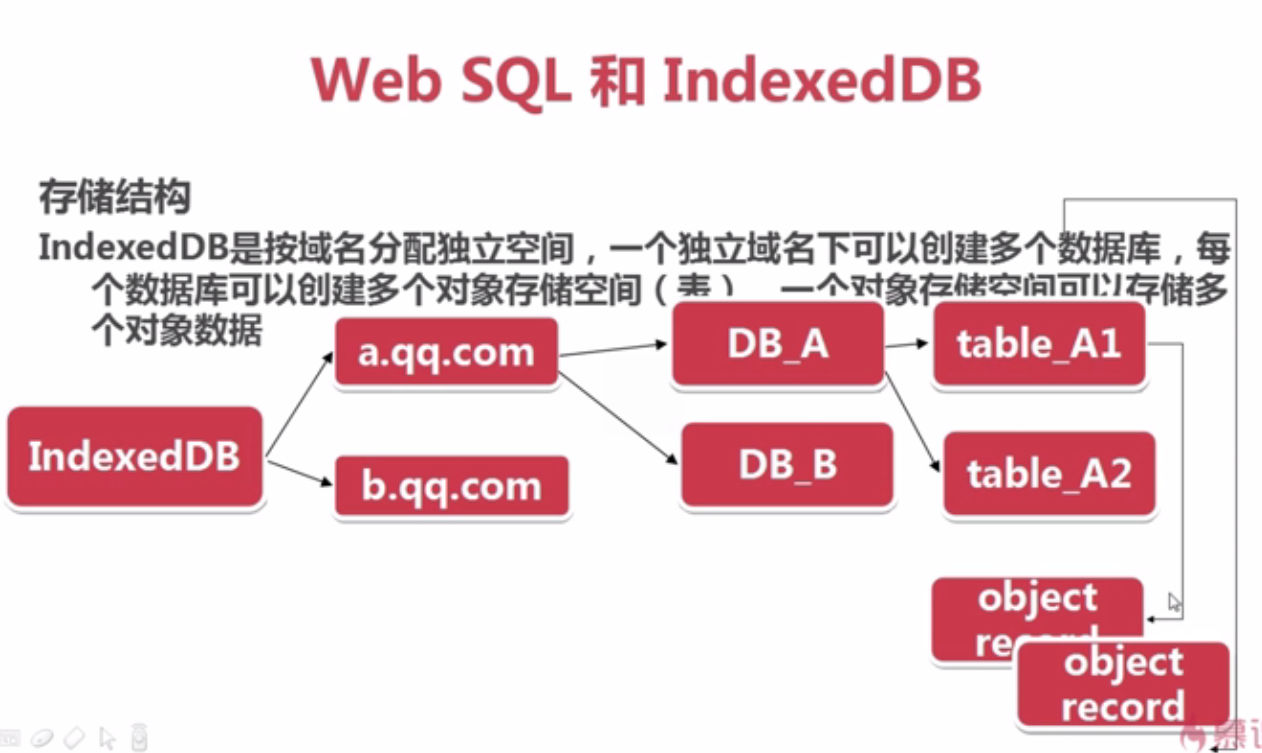 Web SQL 和 IndexedDB
存储结构
IndexedDB是按域名分配独立空间，一个独立域名下可以创建多个数据库，每
个数据库可以创建多个对象存储空间（表），一个对象存储空间可以存储多
个对象数据
IndexedDB
a.qq.com
b.qq.com
DB_A
DB_B
table_A1
table_A2
object
record
object
record